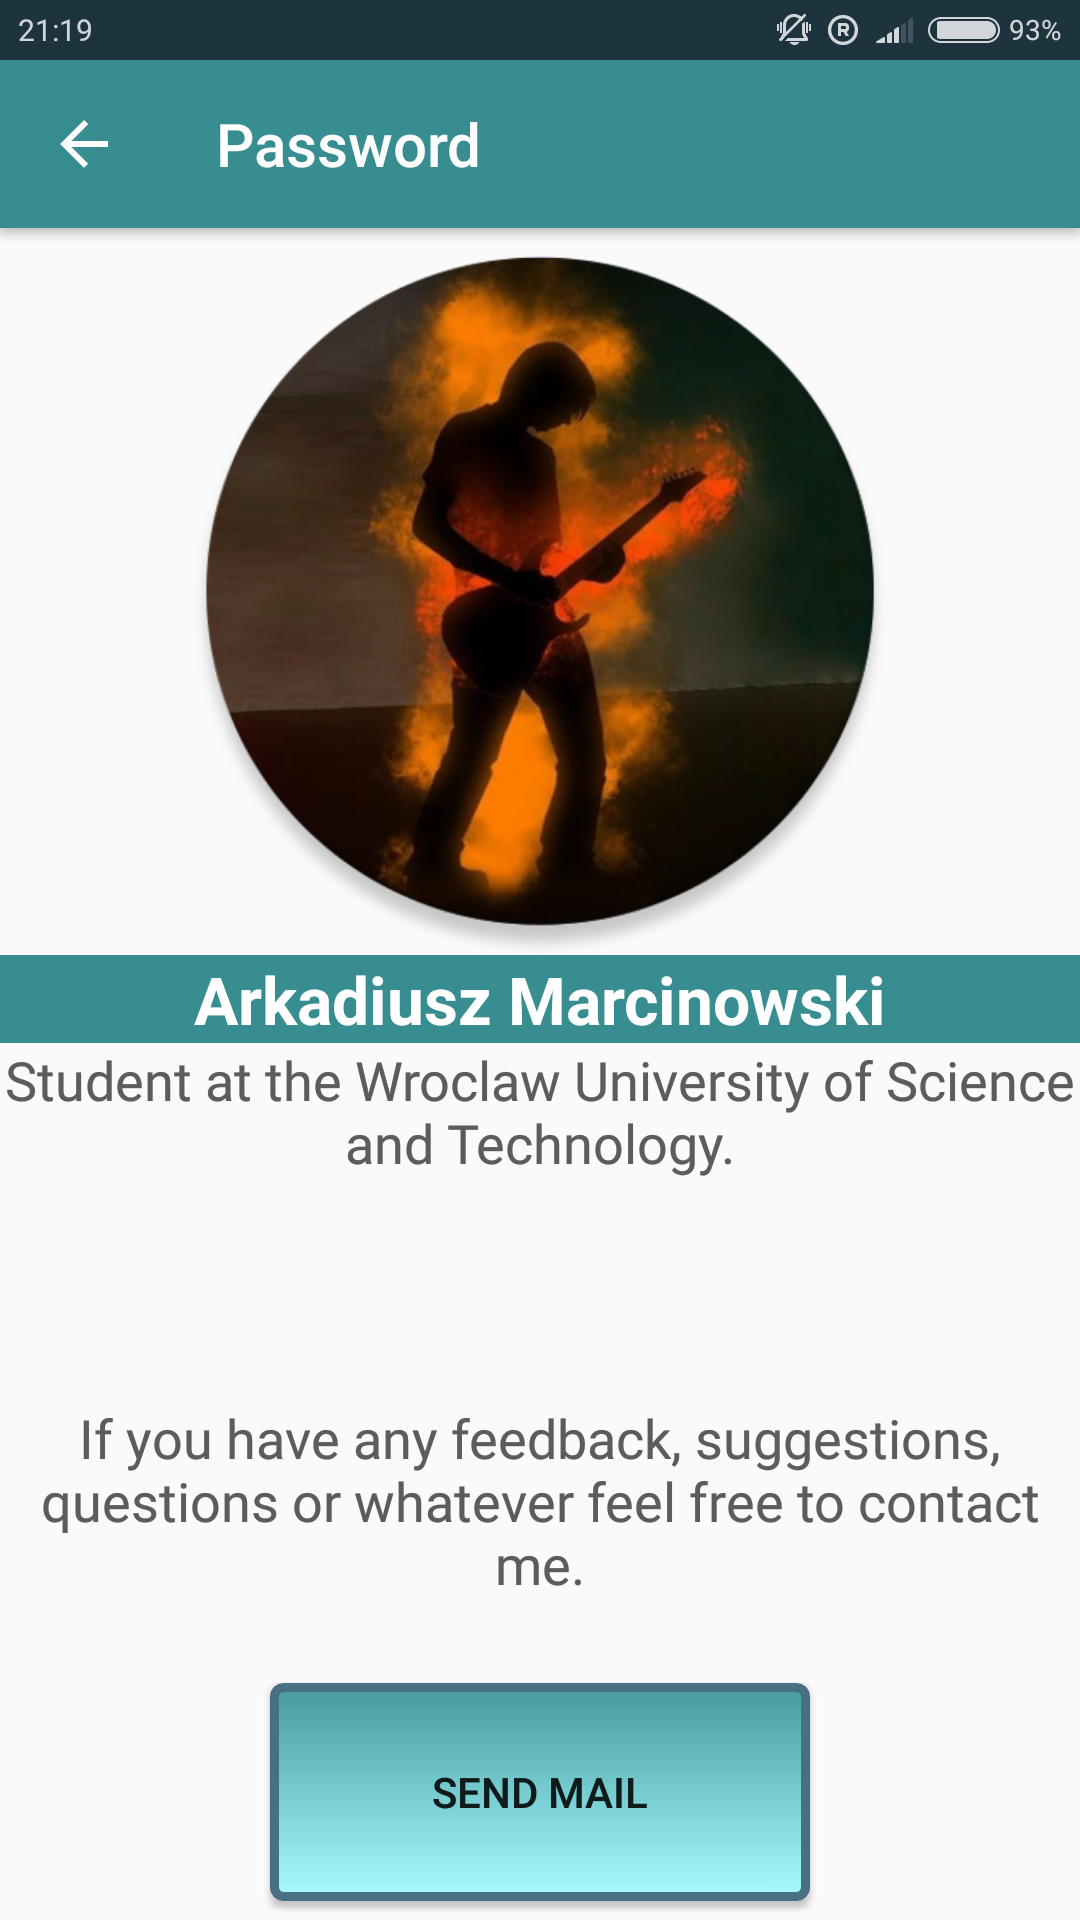 21:19 R 93%
Password
Arkadiusz Marcinowski
Student at the Wroclaw University of Science
and Technology.
If you have any feedback, suggestions,
questions or whatever feel free to contact
me.
SEND MAIL